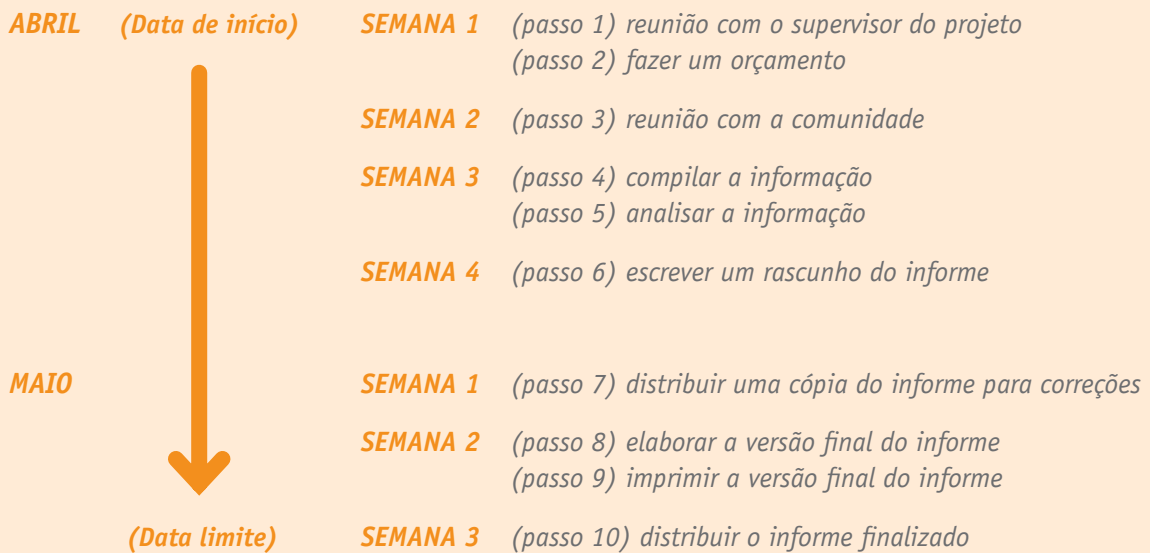 ABRIL (Data de início) SEMANA 1 (passo 1) reunião com o supervisor do projeto
(passo 2) fazer um orçamento
SEMANA 2 (passo 3) reunião com a comunidade
SEMANA 3 (passo 4) compilar a informação
(passo 5) analisar a informação
SEMANA 4 (passo 6) escrever um rascunho do informe
MAIO SEMANA 1 (passo 7) distribuir uma cópia do informe para correções
SEMANA 2 (passo 8) elaborar a versão final do informe
(passo 9) imprimir a versão final do informe
(Data limite) SEMANA 3 (passo 10) distribuir o informe finalizado